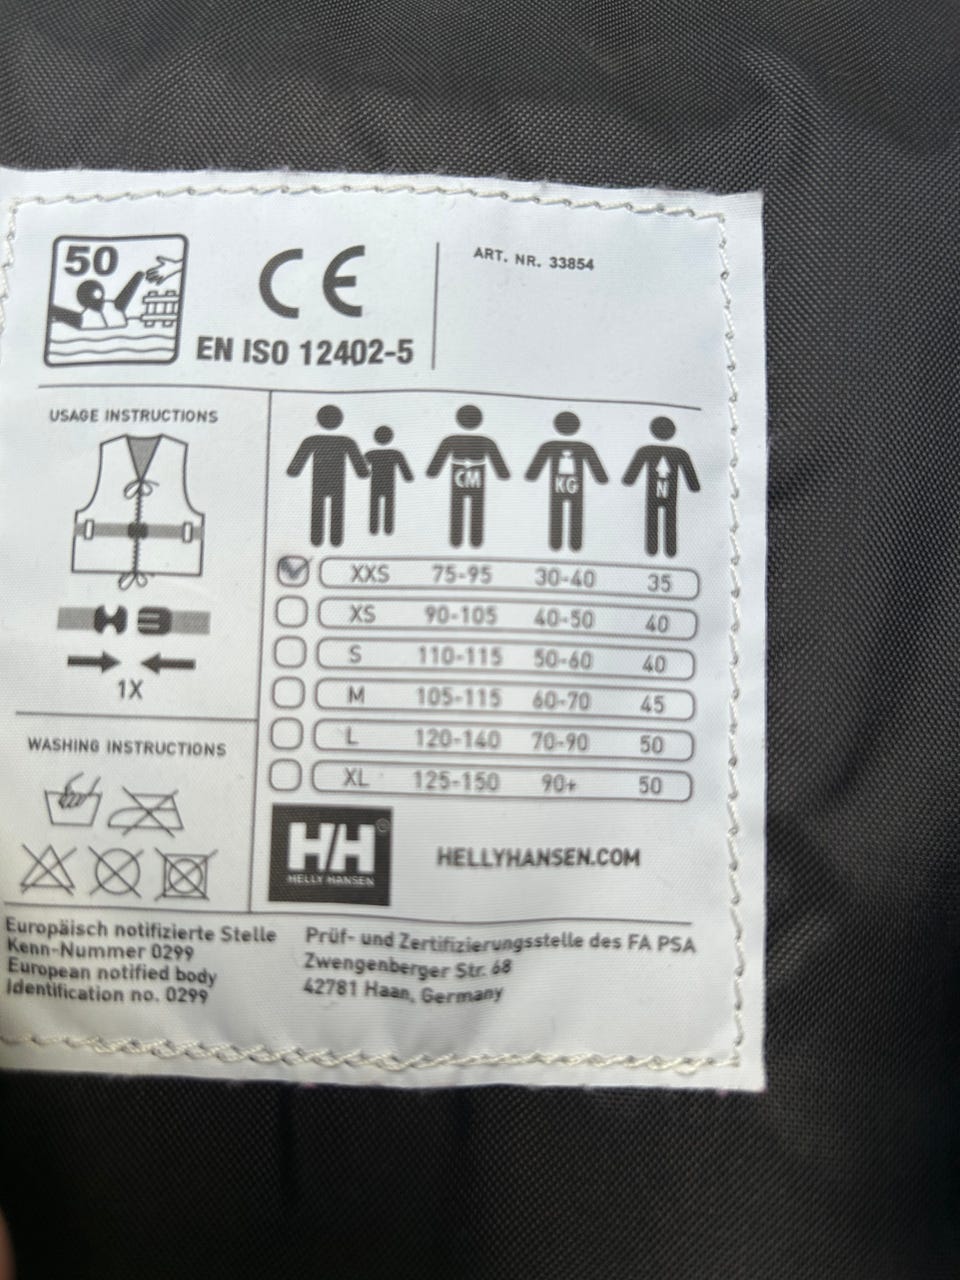 50
CE
EN ISO 12402-5
ART. NR. 33854
USAGE INSTRUCTIONS
1X
WASHING INSTRUCTIONS
CM KG N
XXS 75-95 30-40 35
XS 90-105 40-50 40
S 110-115 50-60 40
M 105-115 60-70 45
L 120-140 70-90 50
XL 125-150 90+ 50
H/H®
HELLY HANSEN
HELLYHANSEN.COM
Europäisch notifizierte Stelle
Kenn-Nummer 0299
European notified body
Identification no. 0299
Prüf- und Zertifizierungsstelle des FA PSA
Zwengenberger Str. 68
42781 Haan, Germany